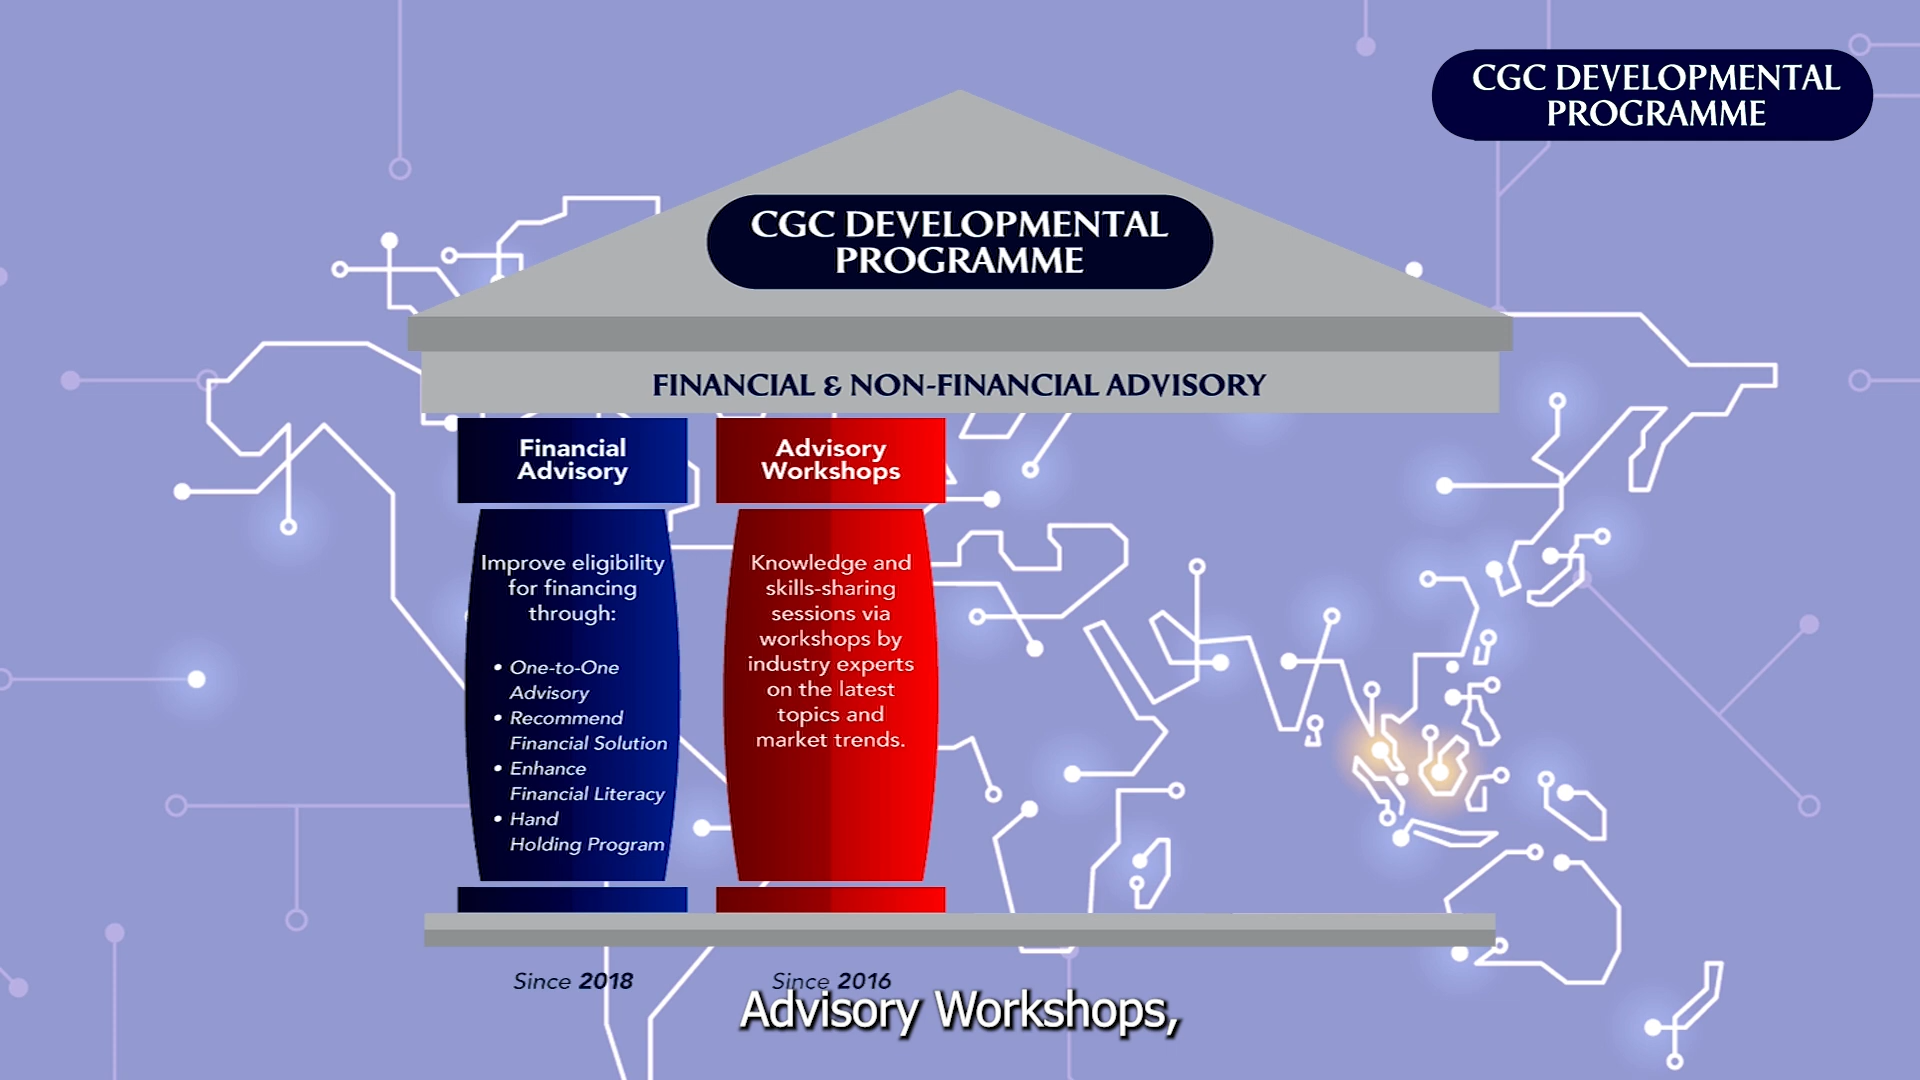 CGC DEVELOPMENTAL
PROGRAMME
CGC DEVELOPMENTAL
PROGRAMME
FINANCIAL & NON-FINANCIAL ADVISORY
Financial
Advisory
Improve eligibility
for financing
through:
• One-to-One
Advisory
• Recommend
Financial Solution
• Enhance
Financial Literacy
• Hand
Holding Program
Since 2018
Advisory
Workshops
Knowledge and
skills-sharing
sessions via
workshops by
industry experts
on the latest
topics and
market trends.
Since 2016
Advisory Workshops,